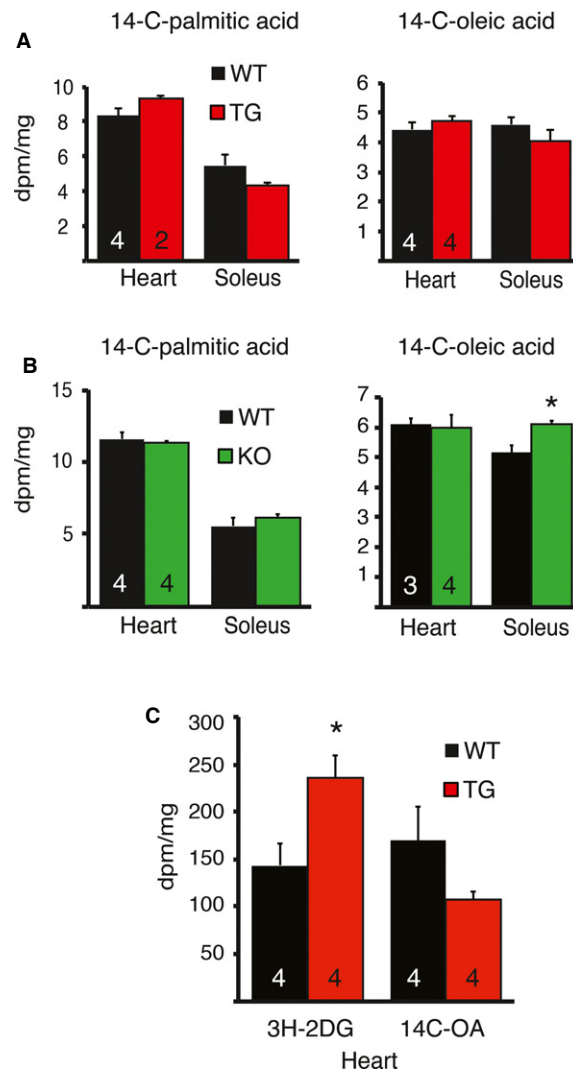 A
14-C-palmitic acid
dpm/mg
10
8
6
4
2
WT
TG
4
2
Heart
Soleus
14-C-oleic acid
6
5
4
3
2
1
4
4
Heart
Soleus
B
14-C-palmitic acid
dpm/mg
15
10
5
WT
KO
4
4
Heart
Soleus
14-C-oleic acid
7
6
5
4
3
2
1
*
3
4
Heart
Soleus
C
dpm/mg
300
250
200
150
100
50
*
WT
TG
4
4
4
4
3H-2DG
14C-OA
Heart